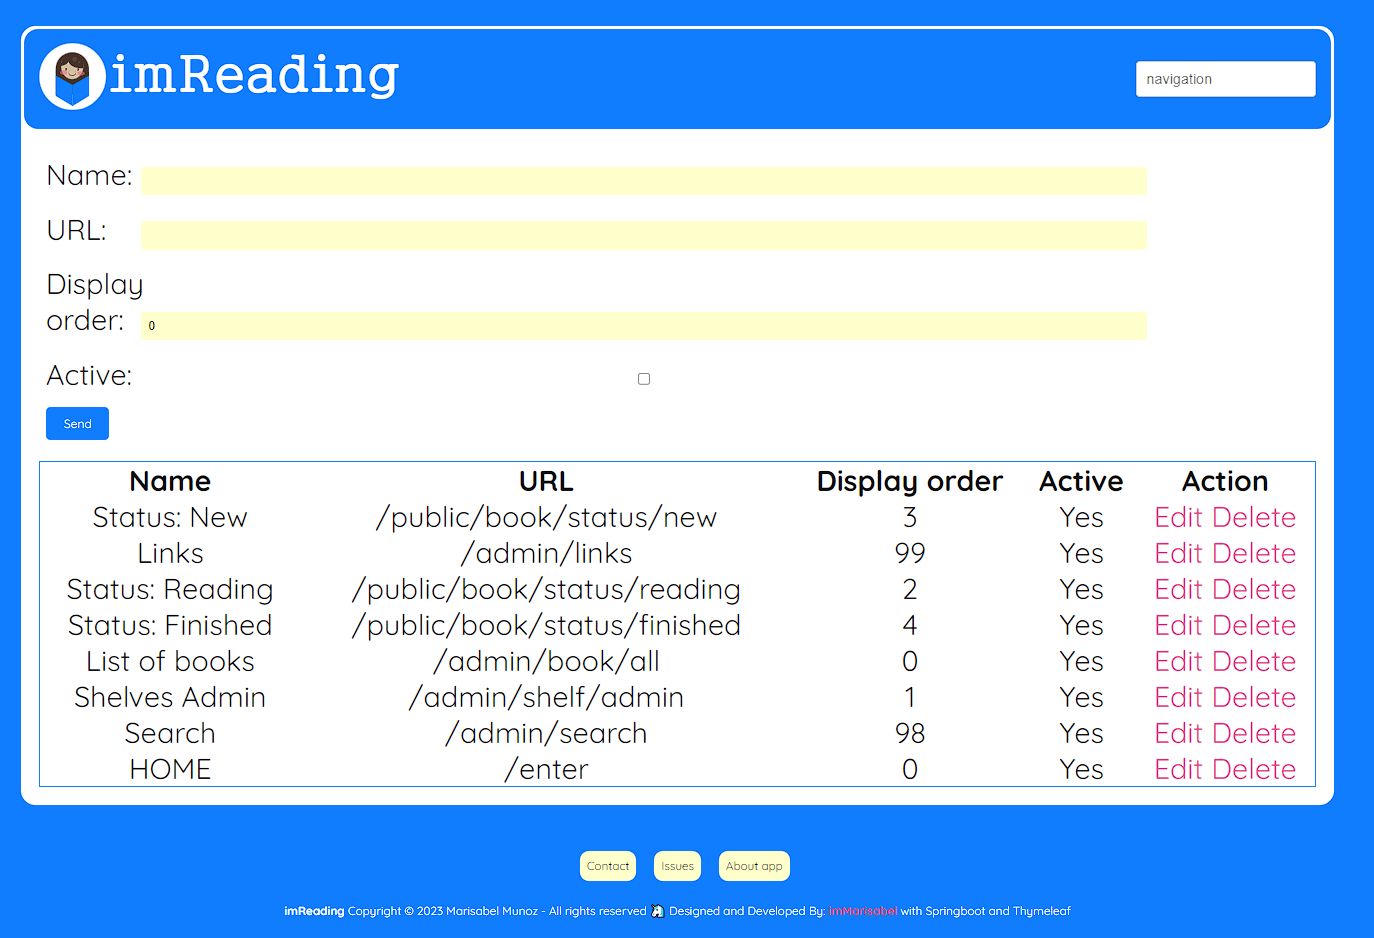 imReading
navigation
Name:
URL:
Display
order:
0
Active:
Send
Name URL Display order Active Action
Status: New /public/book/status/new 3 Yes Edit Delete
Links /admin/links 99 Yes Edit Delete
Status: Reading /public/book/status/reading 2 Yes Edit Delete
Status: Finished /public/book/status/finished 4 Yes Edit Delete
List of books /admin/book/all 0 Yes Edit Delete
Shelves Admin /admin/shelf/admin 1 Yes Edit Delete
Search /admin/search 98 Yes Edit Delete
HOME /enter 0 Yes Edit Delete
Contact Issues About app
imReading Copyright © 2023 Marisabel Munoz - All rights reserved Designed and Developed By: imMarisabel with Springboot and Thymeleaf